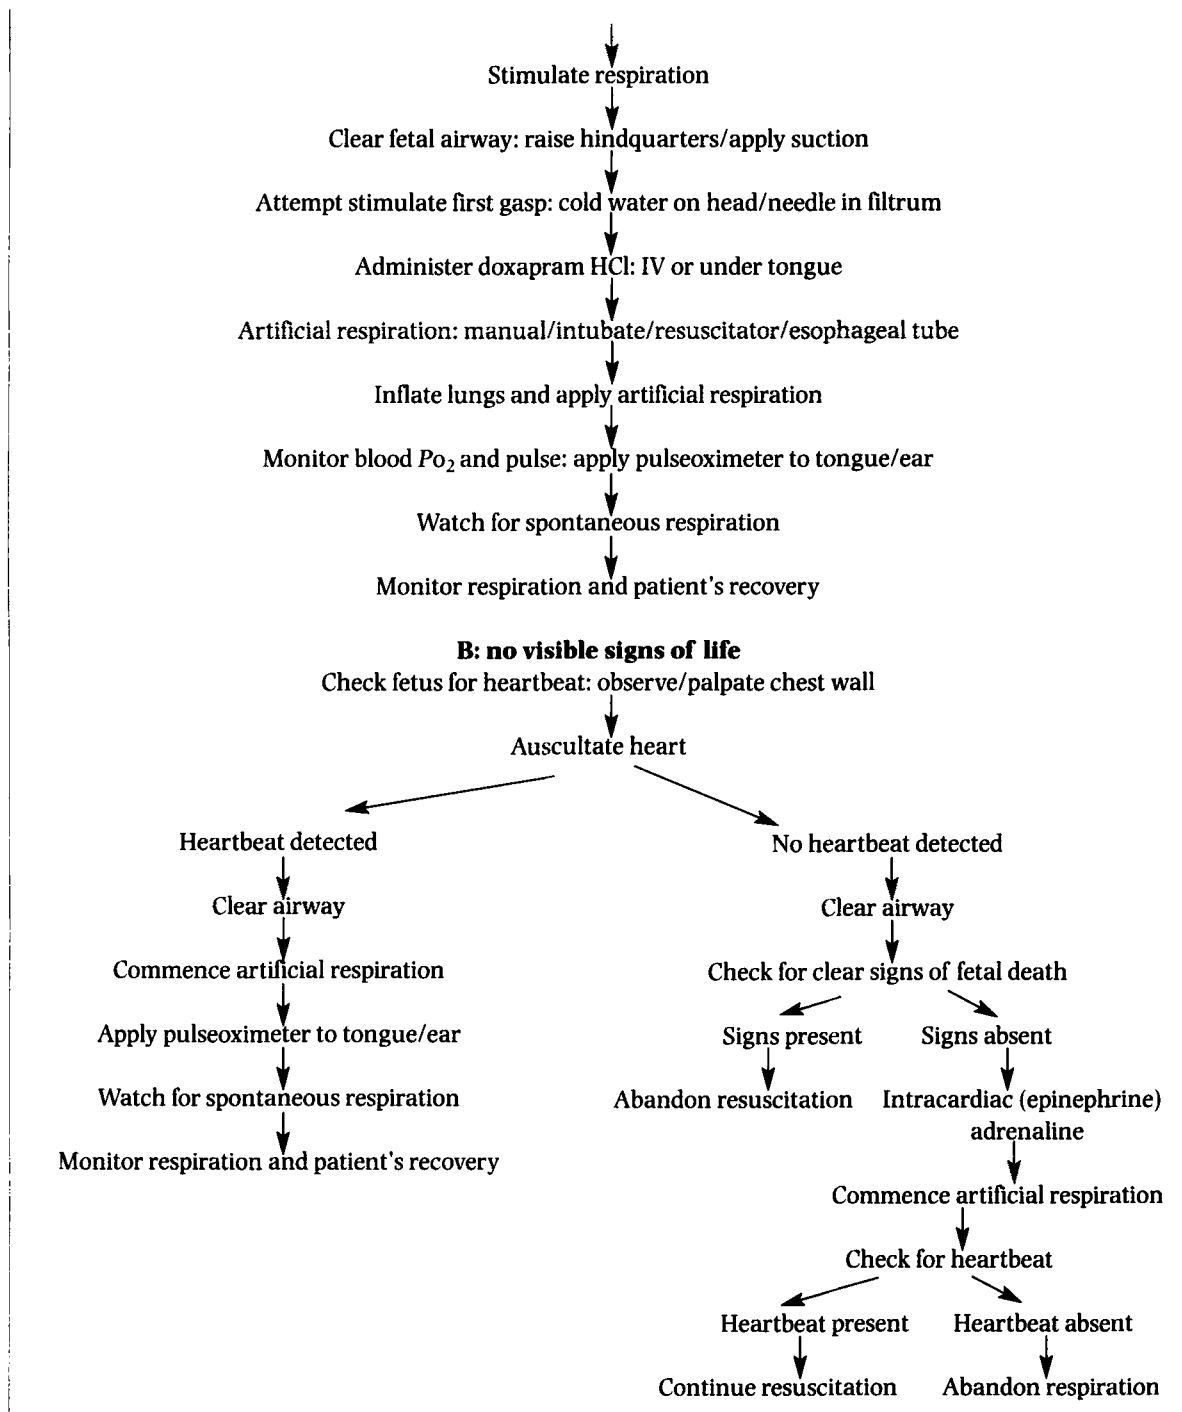 Stimulate respiration
Clear fetal airway: raise hindquarters/apply suction
Attempt stimulate first gasp: cold water on head/needle in filtrum
Administer doxapram HCl: IV or under tongue
Artificial respiration: manual/intubate/resuscitator/esophageal tube
Inflate lungs and apply artificial respiration
Monitor blood Po₂ and pulse: apply pulseoximeter to tongue/ear
Watch for spontaneous respiration
Monitor respiration and patient's recovery
B: no visible signs of life
Check fetus for heartbeat: observe/palpate chest wall
Auscultate heart
Heartbeat detected
Clear airway
Commence artificial respiration
Apply pulseoximeter to tongue/ear
Watch for spontaneous respiration
Monitor respiration and patient's recovery
No heartbeat detected
Clear airway
Check for clear signs of fetal death
Signs present
Abandon resuscitation
Signs absent
Intracardiac (epinephrine)
adrenaline
Commence artificial respiration
Check for heartbeat
Heartbeat present
Continue resuscitation
Heartbeat absent
Abandon respiration